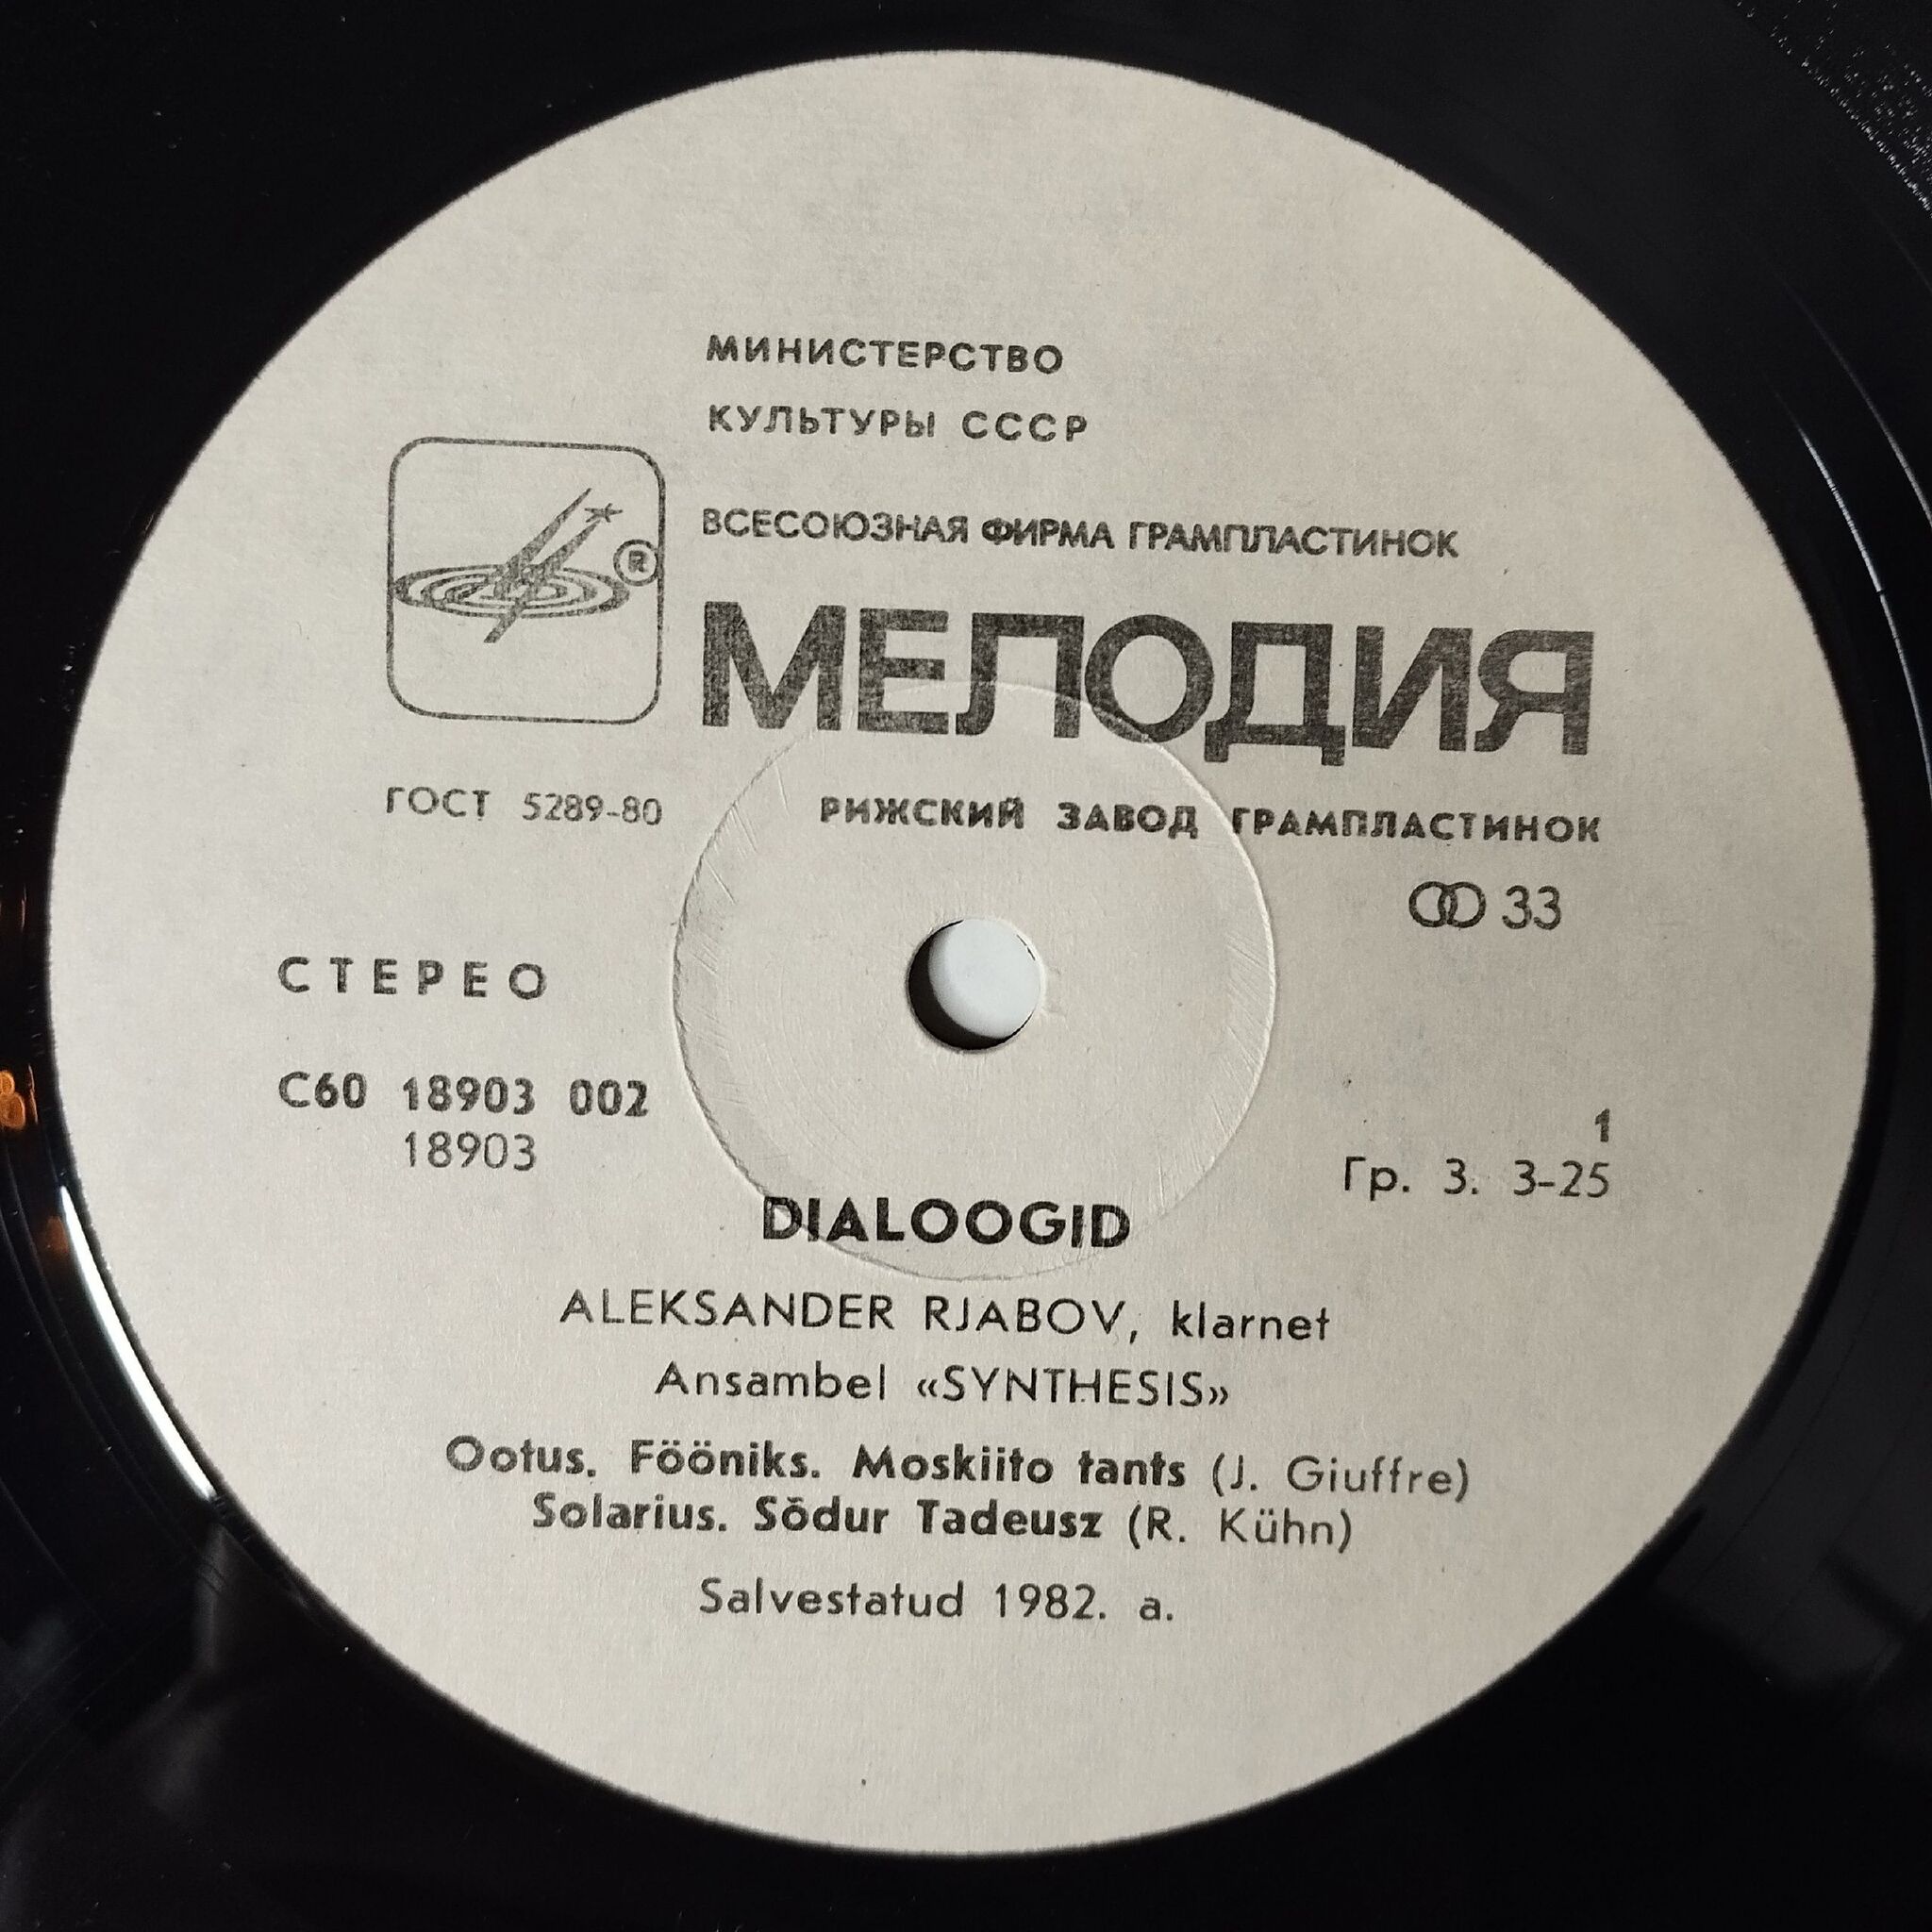 МИНИСТЕРСТВО
КУЛЬТУРЫ СССР
ВСЕСОЮЗНАЯ ФИРМА ГРАМПЛАСТИНОК
®
МЕЛОДИЯ
ГОСТ 5289-80
РИЖСКИЙ ЗАВОД ГРАМПЛАСТИНОК
33
СТЕРЕО
С60 18903 002
18903
1
Гр. 3. 3-25
DIALOOGID
ALEKSANDER RJABOV, klarnet
Ansambel «SYNTHESIS»
Ootus. Fööniks. Moskiito tants (J. Giuffre)
Solarius. Sõdur Tadeusz (R. Kühn)
Salvestatud 1982. a.